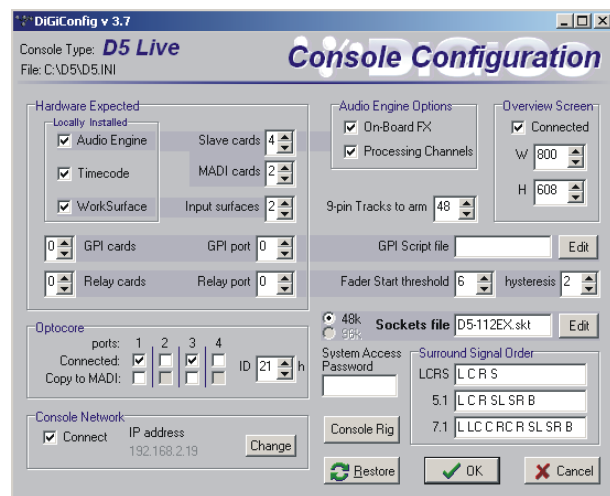 DiGiConfig v 3.7
Console Type: D5 Live
File: C:\D5\D5.INI
DiGiCo
Console Configuration
Hardware Expected
Locally Installed
Audio Engine
Timecode
WorkSurface
Slave cards 4
MADI cards 2
Input surfaces 2
0 GPI cards GPI port 0
0 Relay cards Relay port 0
Audio Engine Options
On-Board FX
Processing Channels
Overview Screen
Connected
W 800
H 608
9-pin Tracks to arm 48
GPI Script file Edit
Fader Start threshold 6 hysteresis 2
Optocore
ports: 1 2 3 4
Connected:
Copy to MADI:
ID 21 h
48k
96k
Sockets file D5-112EX.skt Edit
System Access
Password
Surround Signal Order
LCRS L C R S
5.1 L C R SL SR B
7.1 L LC C RC R SL SR B
Console Network
Connect
IP address
192.168.2.19
Change
Console Rig
Restore
OK
Cancel